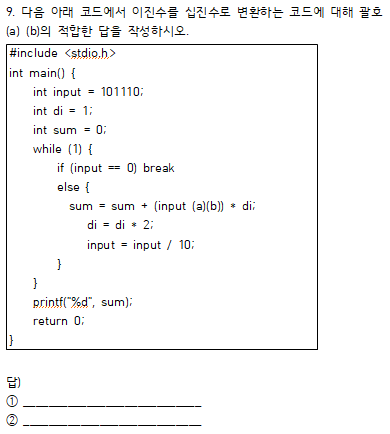 9. 다음 아래 코드에서 이진수를 십진수로 변환하는 코드에 대해 괄호
(a) (b)의 적합한 답을 작성하시오.
#include <stdio.h>
int main() {
int input = 101110;
int di = 1;
int sum = 0;
while (1) {
if (input == 0) break
else {
sum = sum + (input (a)(b)) * di;
di = di * 2;
input = input / 10;
}
}
printf("%d", sum);
return 0;
}
답)
① ____________________________
② ____________________________